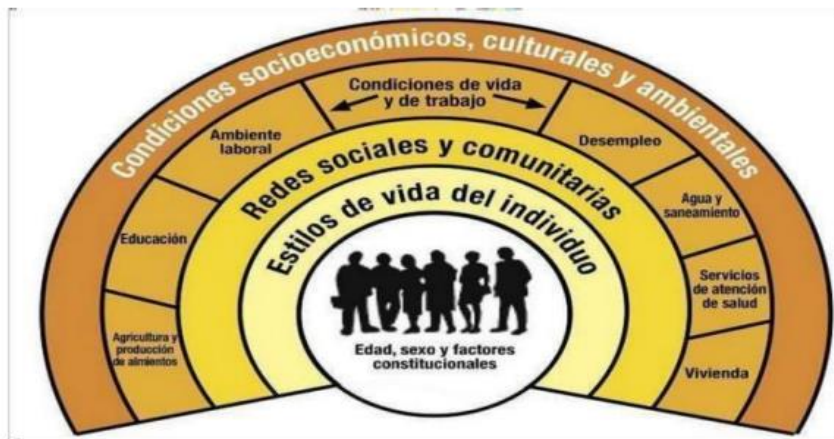 Condiciones socioeconómicos, culturales y ambientales
Condiciones de vida
y de trabajo
Ambiente
laboral
Desempleo
Educación
Agua y
saneamiento
Agricultura y
producción
de almientos
Servicios
de atención
de salud
Vivienda
Redes sociales y comunitarias
Estilos de vida del individuo
Edad, sexo y factores
constitucionales